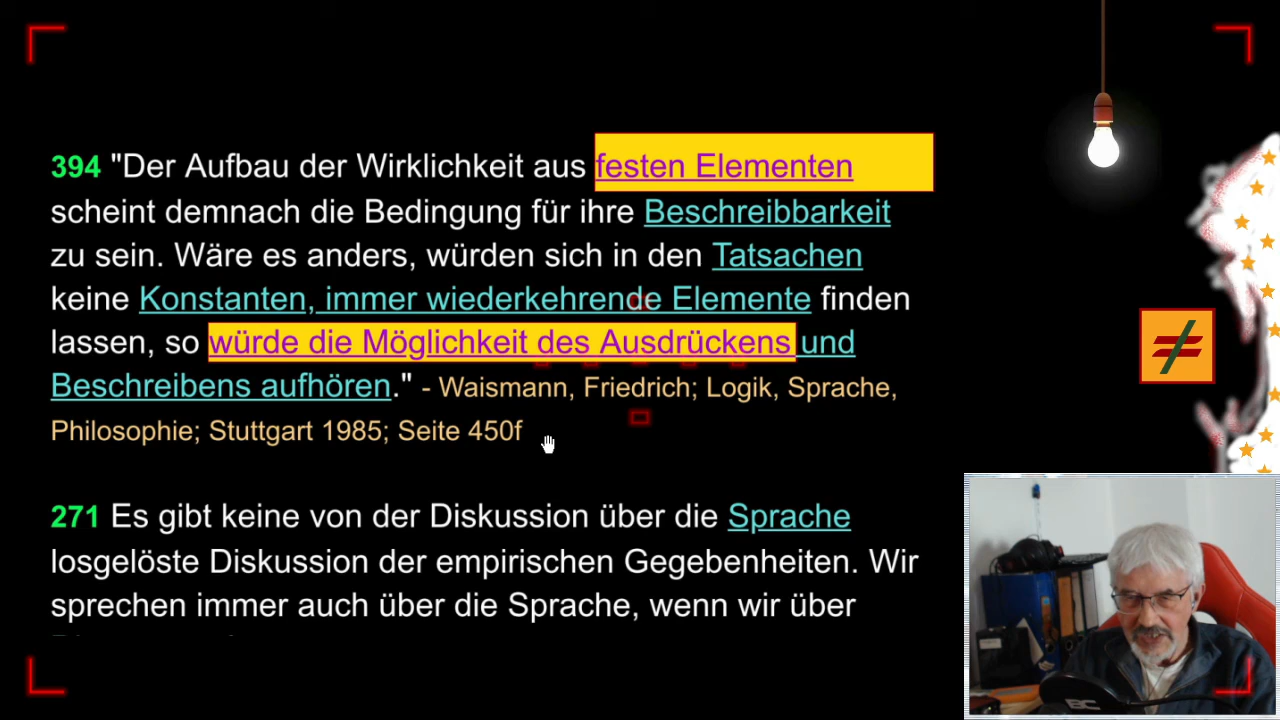 394 "Der Aufbau der Wirklichkeit aus festen Elementen
scheint demnach die Bedingung für ihre Beschreibbarkeit
zu sein. Wäre es anders, würden sich in den Tatsachen
keine Konstanten, immer wiederkehrende Elemente finden
lassen, so würde die Möglichkeit des Ausdrückens und
Beschreibens aufhören." - Waismann, Friedrich; Logik, Sprache,
Philosophie; Stuttgart 1985; Seite 450f
271 Es gibt keine von der Diskussion über die Sprache
losgelöste Diskussion der empirischen Gegebenheiten. Wir
sprechen immer auch über die Sprache, wenn wir über
≠